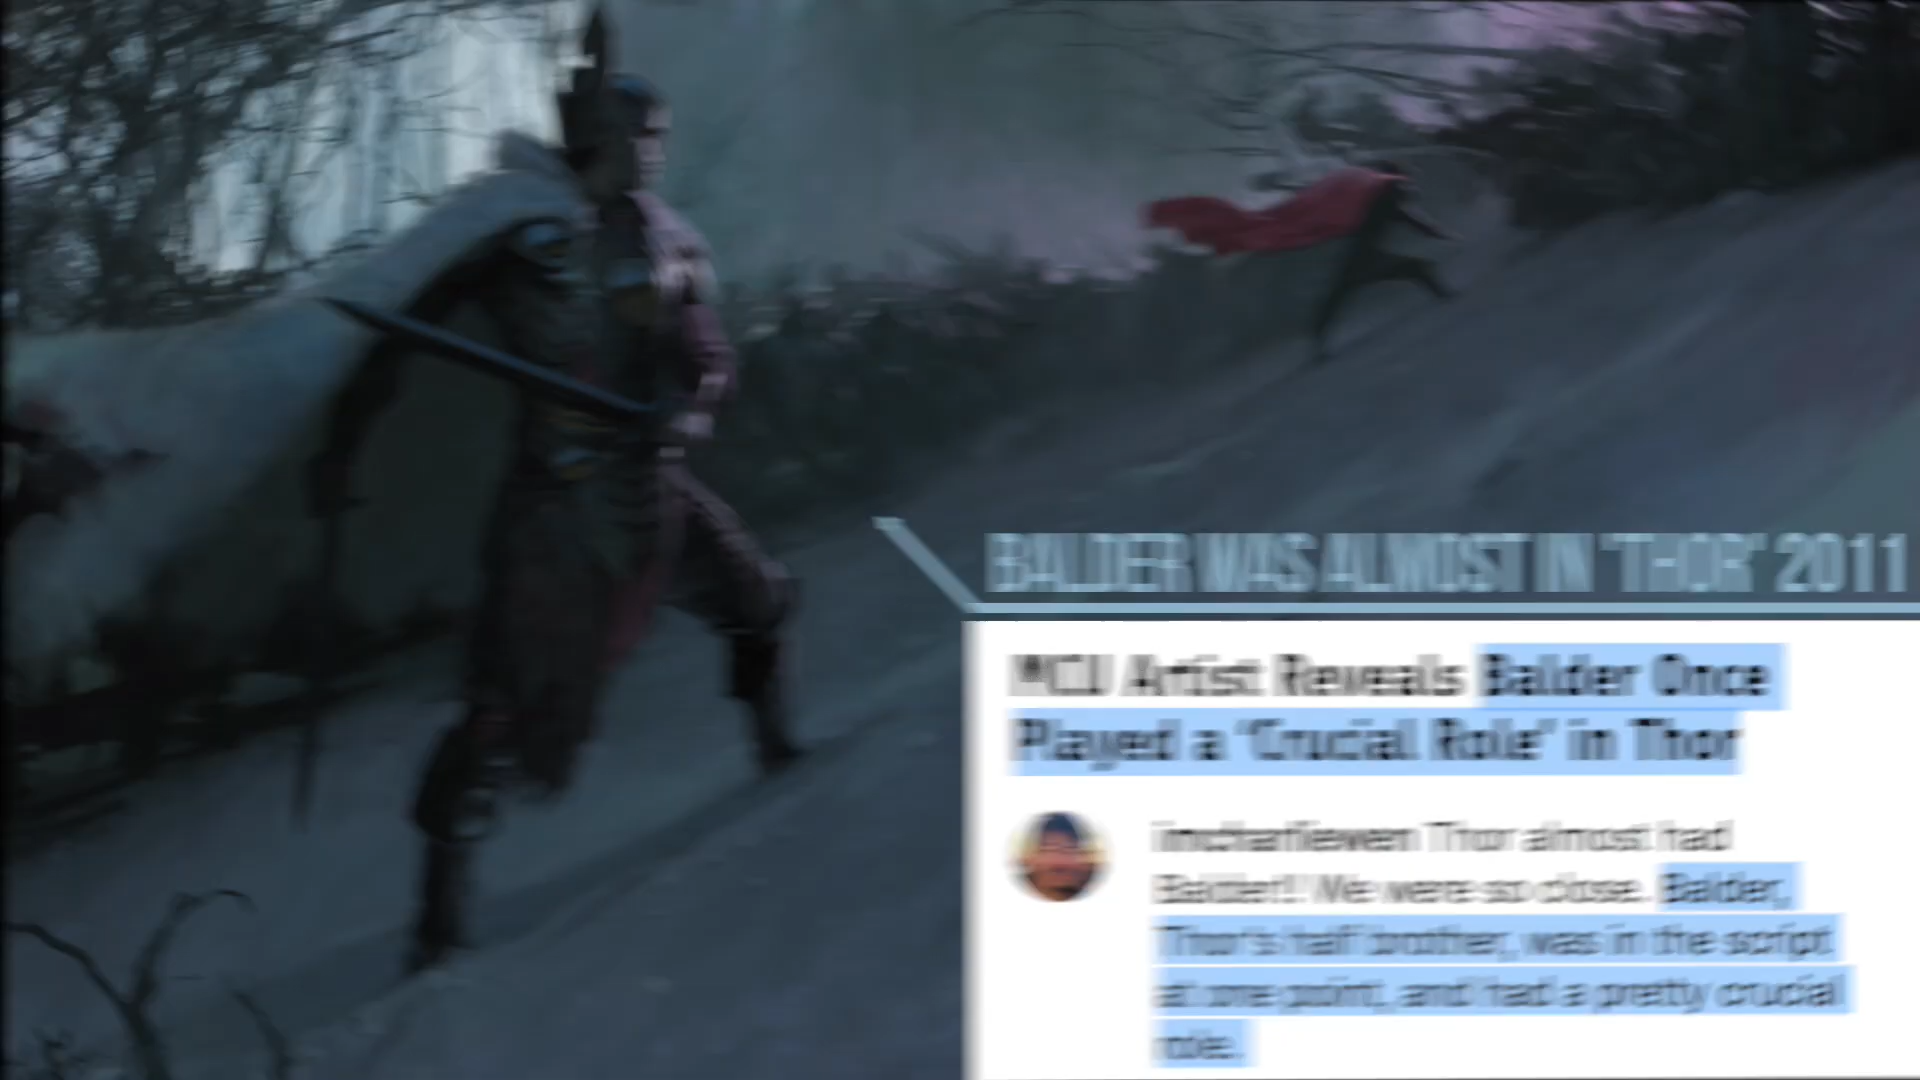 BALDER WAS ALMOST IN 'THOR' 2011
MCU Artist Reveals Balder Once
Played a 'Crucial Role' in Thor
imcharliewen Thor almost had
Balder!! We were so close. Balder,
Thor's half brother, was in the script
at one point, and had a pretty crucial
role.